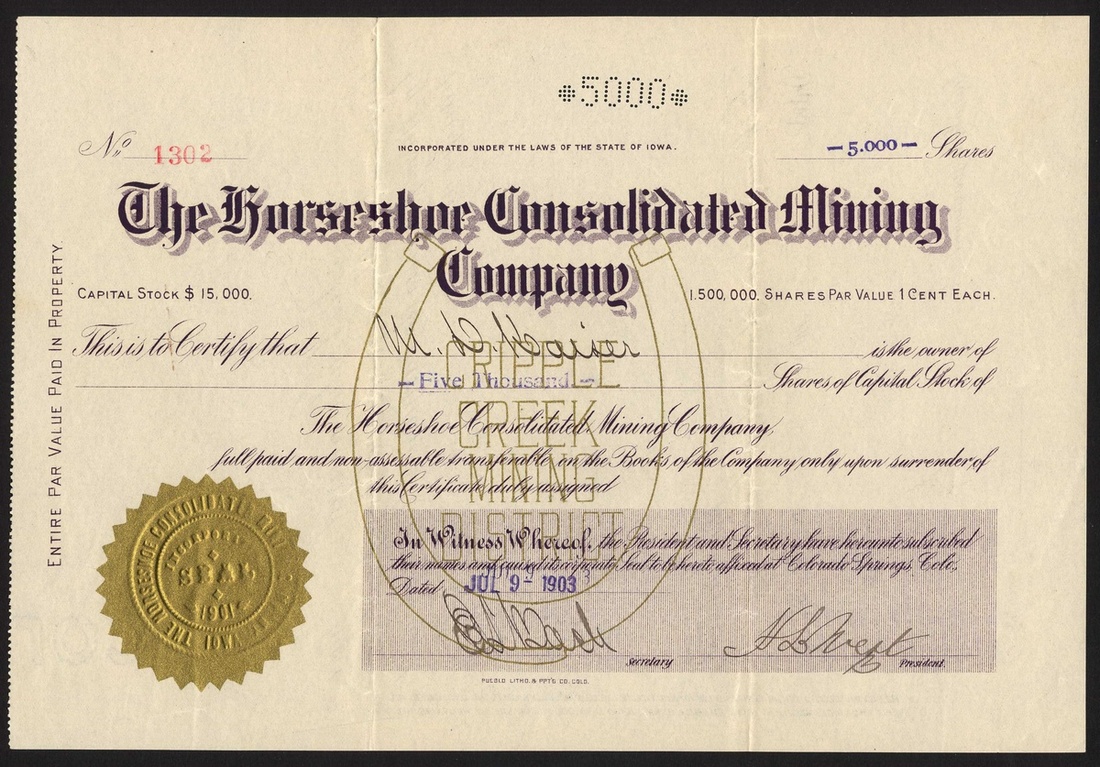 *5000*
No 1302
INCORPORATED UNDER THE LAWS OF THE STATE OF IOWA.
-5.000- Shares
The Horseshoe Consolidated Mining
Company
CAPITAL STOCK $ 15,000.
1.500,000. SHARES PAR VALUE 1 CENT EACH.
ENTIRE PAR VALUE PAID IN PROPERTY.
This is to Certify that M. D. Kaiser is the owner of
- Five Thousand. - Shares of Capital Stock of
The Horseshoe Consolidated Mining Company,
full paid and non-assessable transferable on the Books of the Company only upon surrender of
this Certificate duly assigned
CRIPPLE
CREEK
MINING
DISTRICT
In Witness Whereof, the President and Secretary have hereunto subscribed
their names and caused its corporate Seal to be hereto affixed at Colorado Springs, Colo,
Dated JUL 9- 1903
Secretary
President.
THE HORSESHOE CONSOLIDATED
SEAL
1901
IOWA
PUEBLO LITHO. & PPT'G CO. COLO.